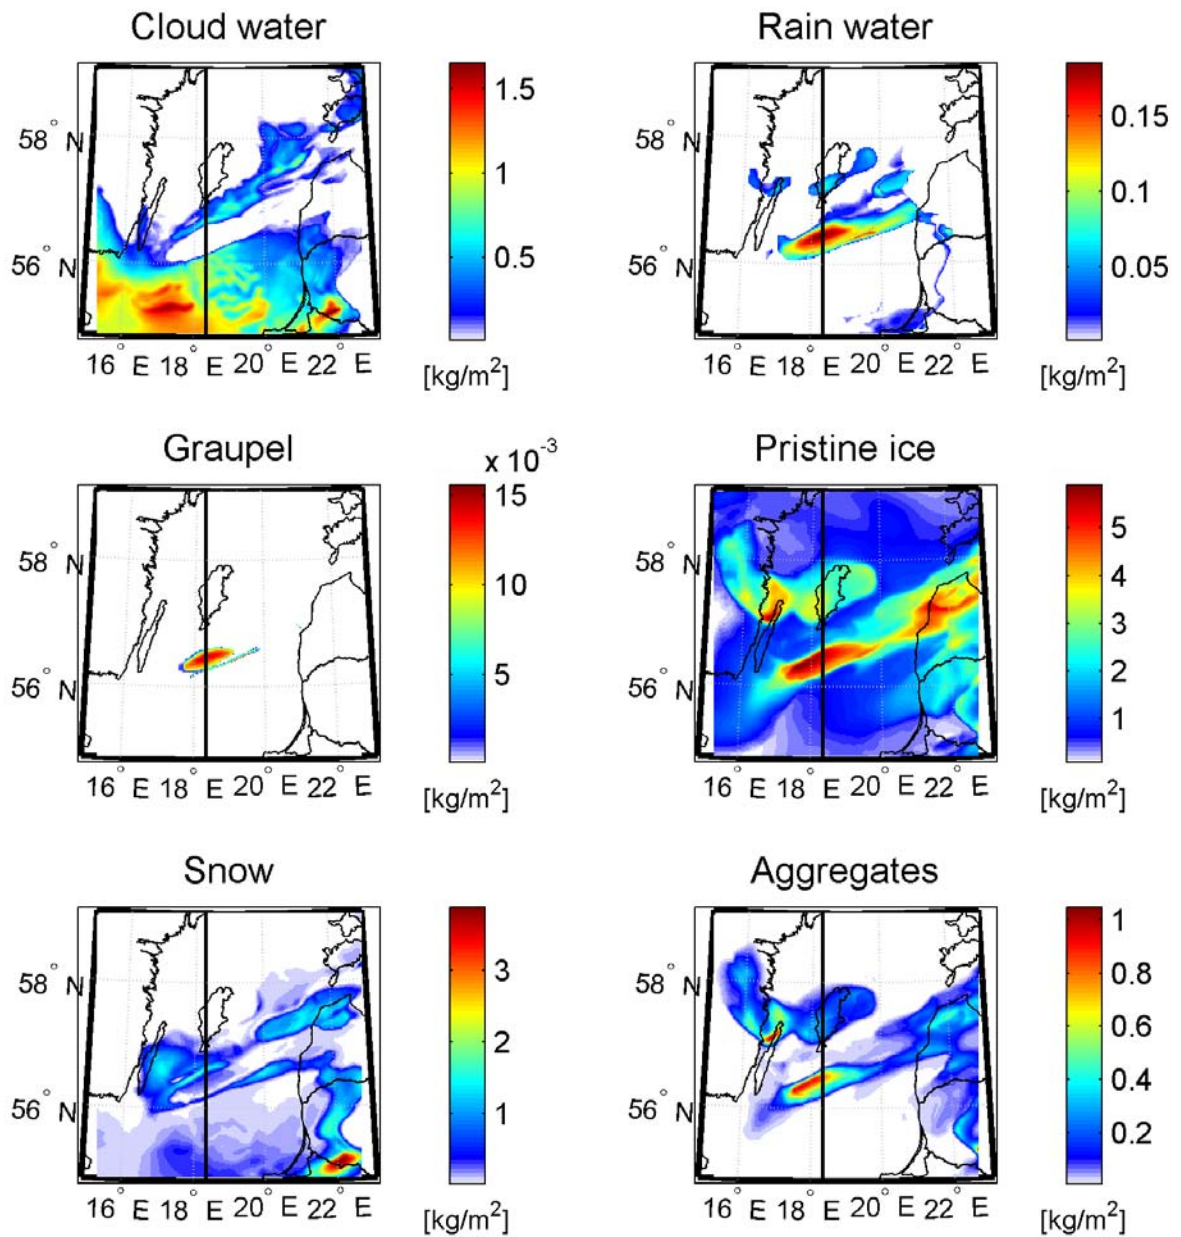 Cloud water
1.5
1
0.5
58° N
56° N
16° E 18° E 20° E 22° E
[kg/m²]
Rain water
0.15
0.1
0.05
58° N
56° N
16° E 18° E 20° E 22° E
[kg/m²]
Graupel
x 10⁻³
15
10
5
58° N
56° N
16° E 18° E 20° E 22° E
[kg/m²]
Pristine ice
5
4
3
2
1
58° N
56° N
16° E 18° E 20° E 22° E
[kg/m²]
Snow
3
2
1
58° N
56° N
16° E 18° E 20° E 22° E
[kg/m²]
Aggregates
1
0.8
0.6
0.4
0.2
58° N
56° N
16° E 18° E 20° E 22° E
[kg/m²]